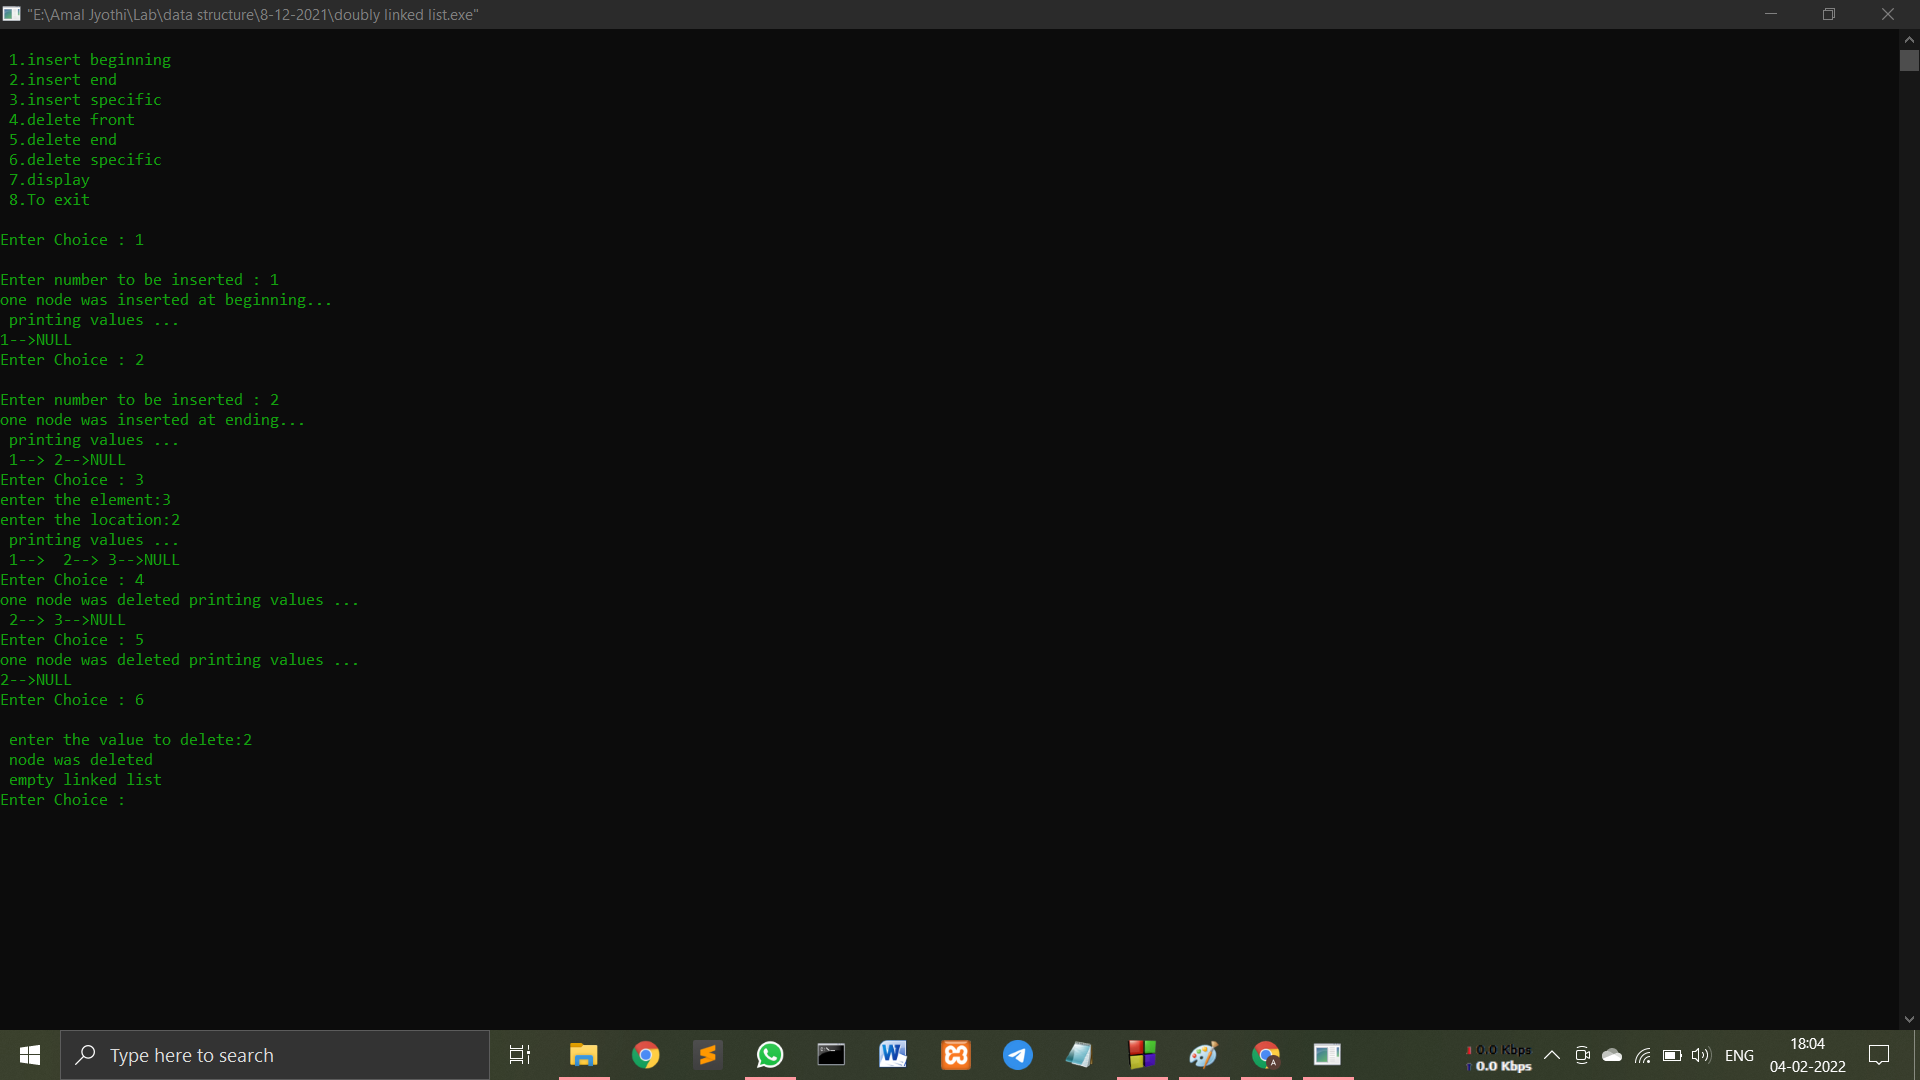 "E:\Amal Jyothi\Lab\data structure\8-12-2021\doubly linked list.exe"
1.insert beginning
2.insert end
3.insert specific
4.delete front
5.delete end
6.delete specific
7.display
8.To exit
Enter Choice : 1
Enter number to be inserted : 1
one node was inserted at beginning...
printing values ...
1-->NULL
Enter Choice : 2
Enter number to be inserted : 2
one node was inserted at ending...
printing values ...
1--> 2-->NULL
Enter Choice : 3
enter the element:3
enter the location:2
printing values ...
1-->  2--> 3-->NULL
Enter Choice : 4
one node was deleted printing values ...
2--> 3-->NULL
Enter Choice : 5
one node was deleted printing values ...
2-->NULL
Enter Choice : 6
enter the value to delete:2
node was deleted
empty linked list
Enter Choice :
Type here to search
0.0 Kbps
0.0 Kbps
ENG
18:04
04-02-2022